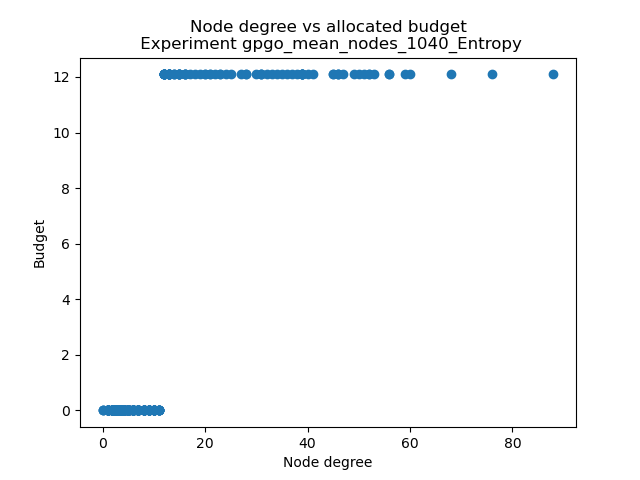 Node degree vs allocated budget
Experiment gpgo_mean_nodes_1040_Entropy
12
10
8
6
4
2
0
Budget
0 20 40 60 80
Node degree